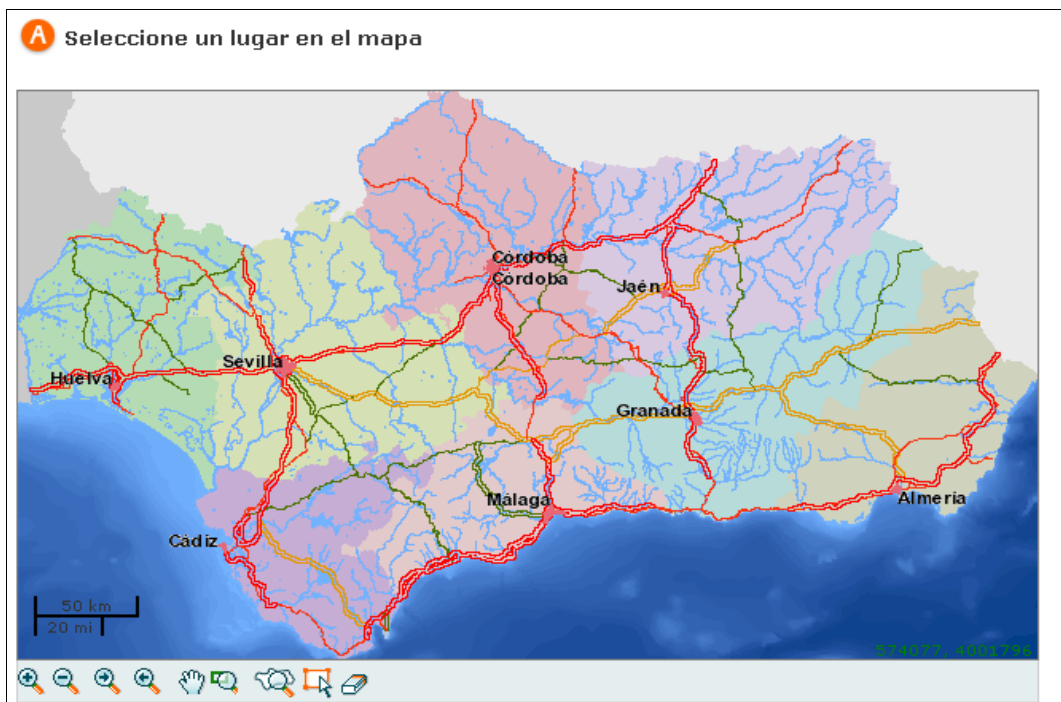 A Seleccione un lugar en el mapa
Córdoba
Córdoba
Jaén
Sevilla
Huelva
Granada
Málaga
Almería
Cádiz
50 km
20 mi
574077, 4001796